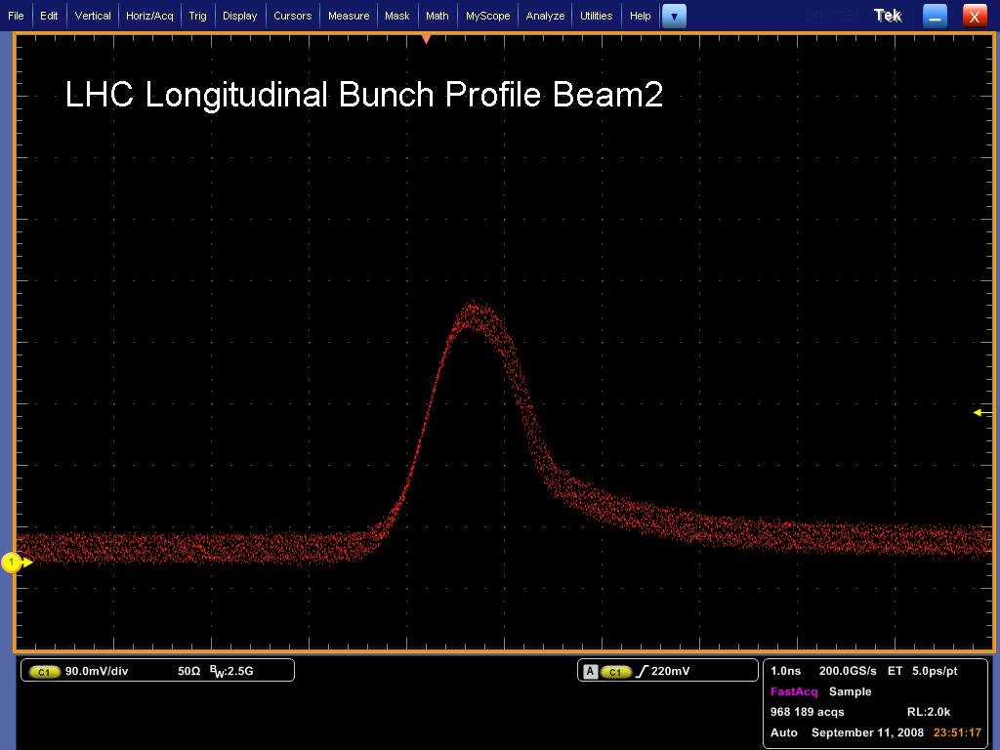 File Edit Vertical Horiz/Acq Trig Display Cursors Measure Mask Math MyScope Analyze Utilities Help Tek X
LHC Longitudinal Bunch Profile Beam2
1
C1 90.0mV/div 50Ω BW:2.5G
A C1 220mV
1.0ns 200.0GS/s ET 5.0ps/pt
FastAcq Sample
968 189 acqs RL:2.0k
Auto September 11, 2008 23:51:17